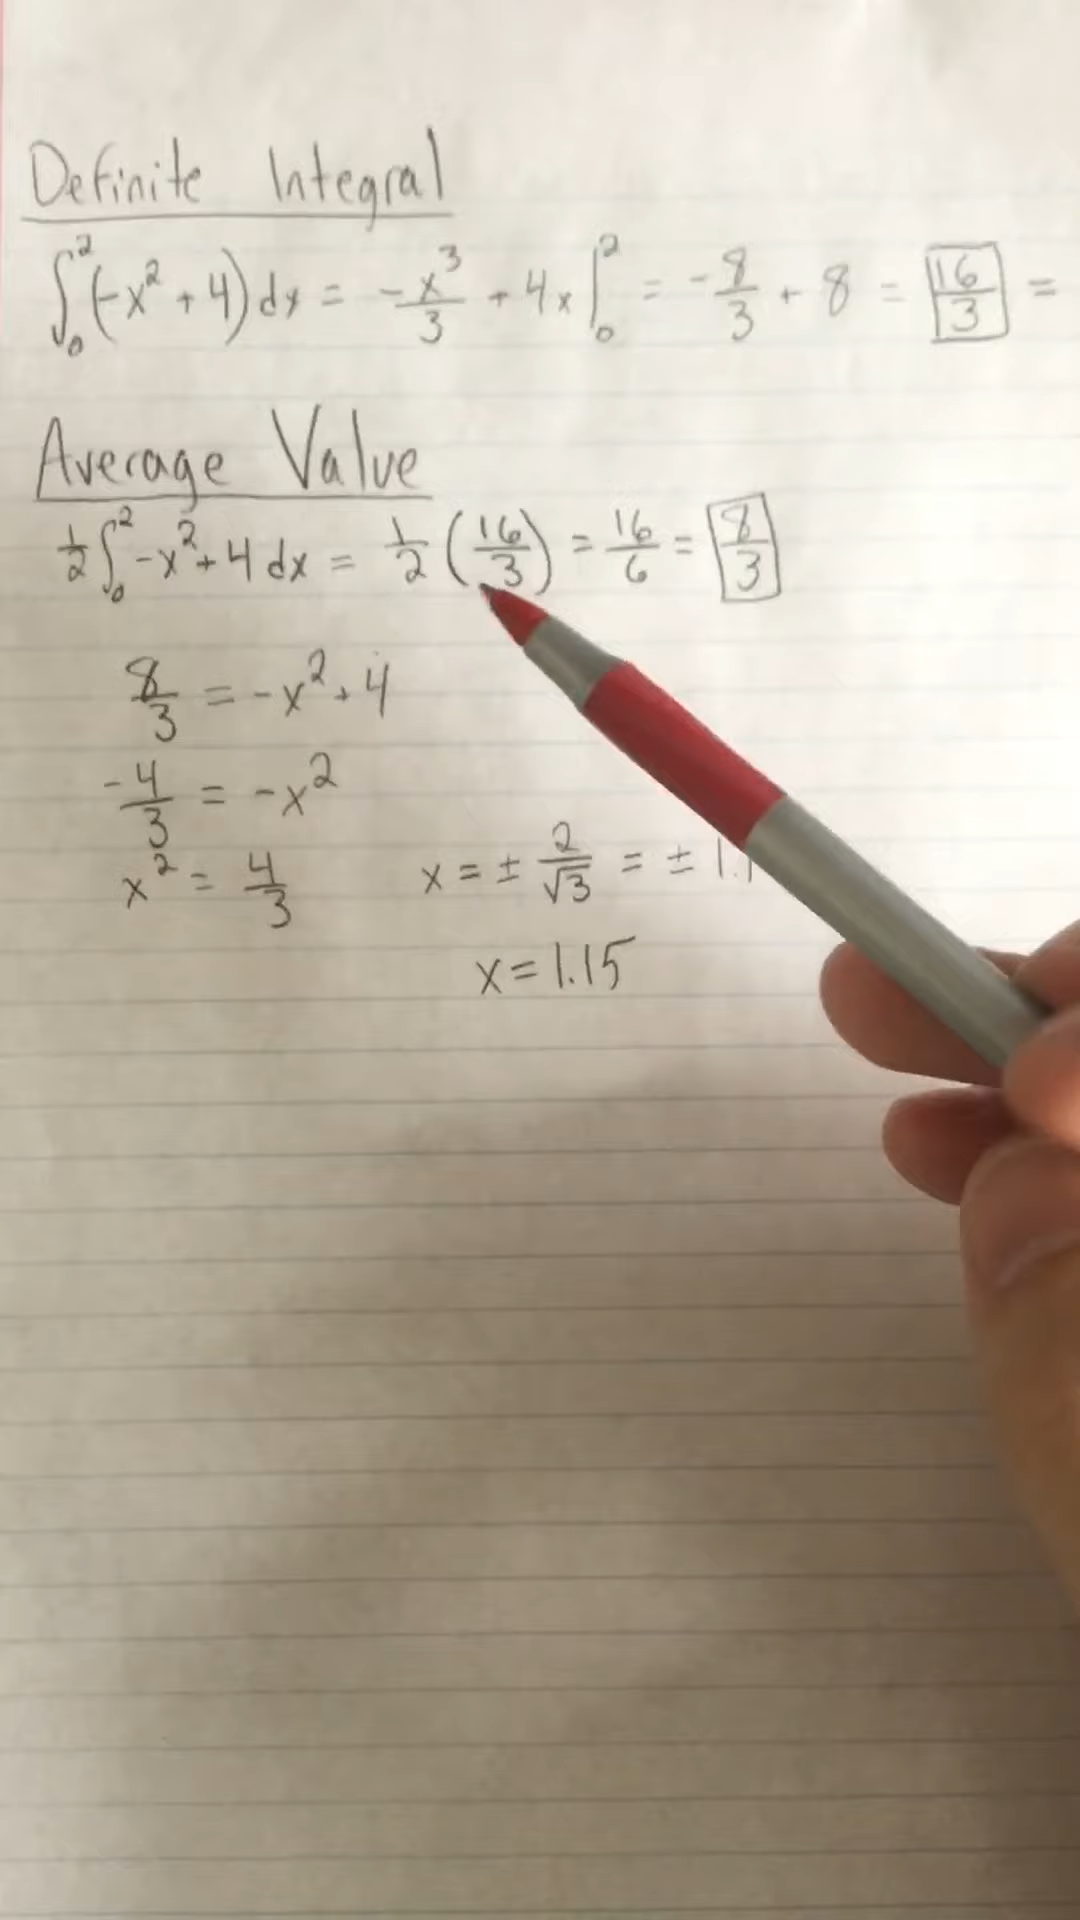 Definite Integral
∫₀² (-x² + 4) dx = -x³/3 + 4x |₀² = -8/3 + 8 = 16/3 =
Average Value
1/2 ∫₀² -x² + 4 dx = 1/2 (16/3) = 16/6 = 8/3
8/3 = -x² + 4
-4/3 = -x²
x² = 4/3 x = ± 2/√3 = ± 1.1
x = 1.15